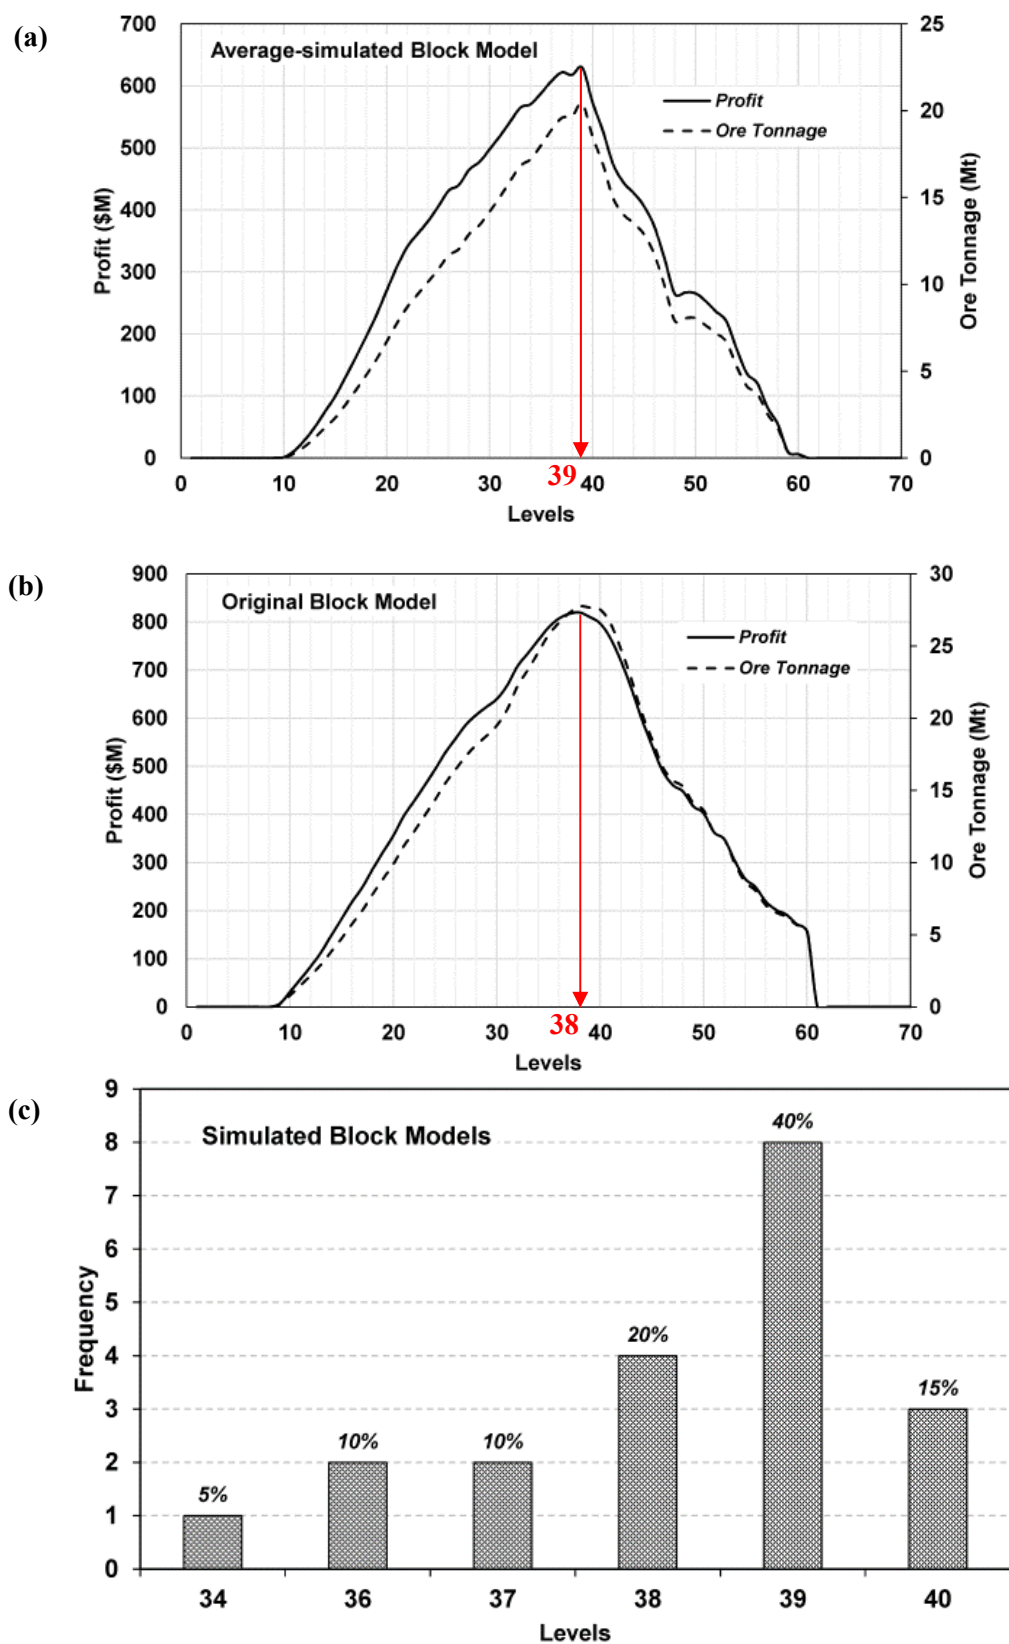 (a)
Average-simulated Block Model
Profit
Ore Tonnage
Profit ($M)
700
600
500
400
300
200
100
0
Ore Tonnage (Mt)
25
20
15
10
5
0
39
0 10 20 30 40 50 60 70
Levels
(b)
Original Block Model
Profit
Ore Tonnage
Profit ($M)
900
800
700
600
500
400
300
200
100
0
Ore Tonnage (Mt)
30
25
20
15
10
5
0
38
0 10 20 30 40 50 60 70
Levels
(c)
Simulated Block Models
Frequency
9
8
7
6
5
4
3
2
1
0
5%
10%
10%
20%
40%
15%
34 36 37 38 39 40
Levels